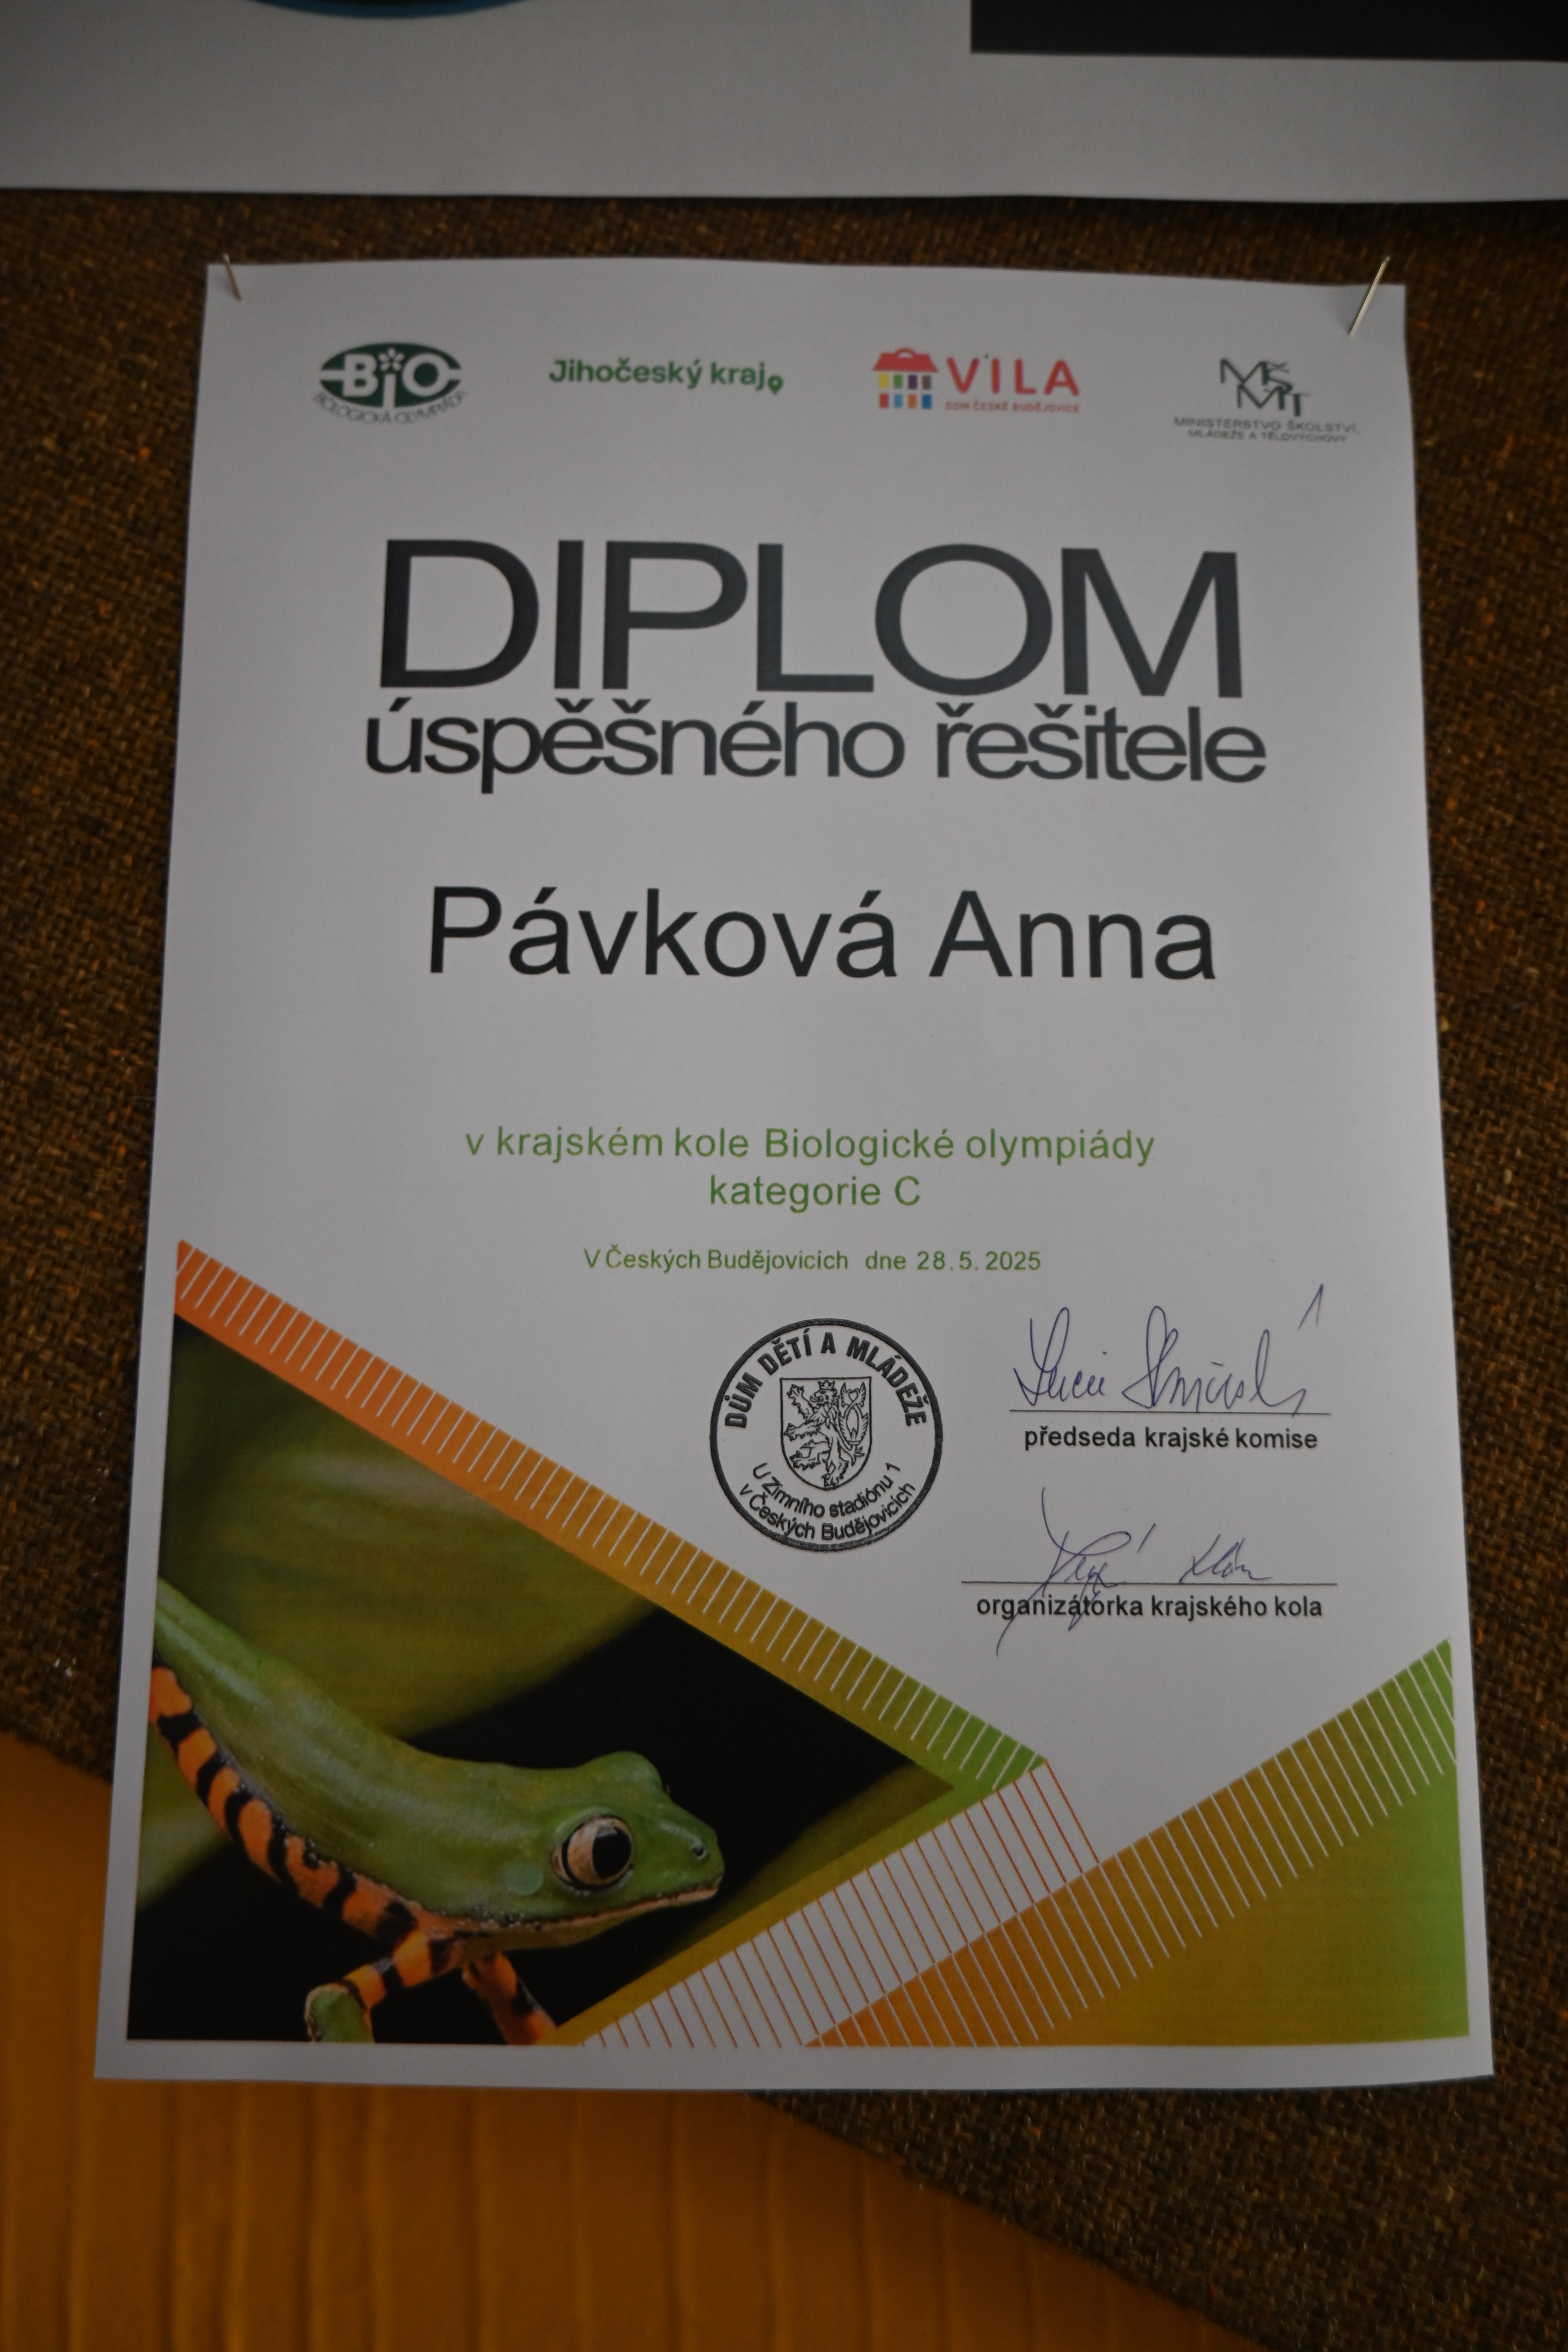 BiO
BIOLOGICKÁ OLYMPIÁDA
Jihočeský kraj
VILA
DDM ČESKÉ BUDĚJOVICE
MŠMT
MINISTERSTVO ŠKOLSTVÍ,
MLÁDEŽE A TĚLOVÝCHOVY
DIPLOM
úspěšného řešitele
Pávková Anna
v krajském kole Biologické olympiády
kategorie C
V Českých Budějovicích dne 28.5.2025
DŮM DĚTÍ A MLÁDEŽE
U Zimního stadiónu 1
v Českých Budějovicích
předseda krajské komise
organizátorka krajského kola